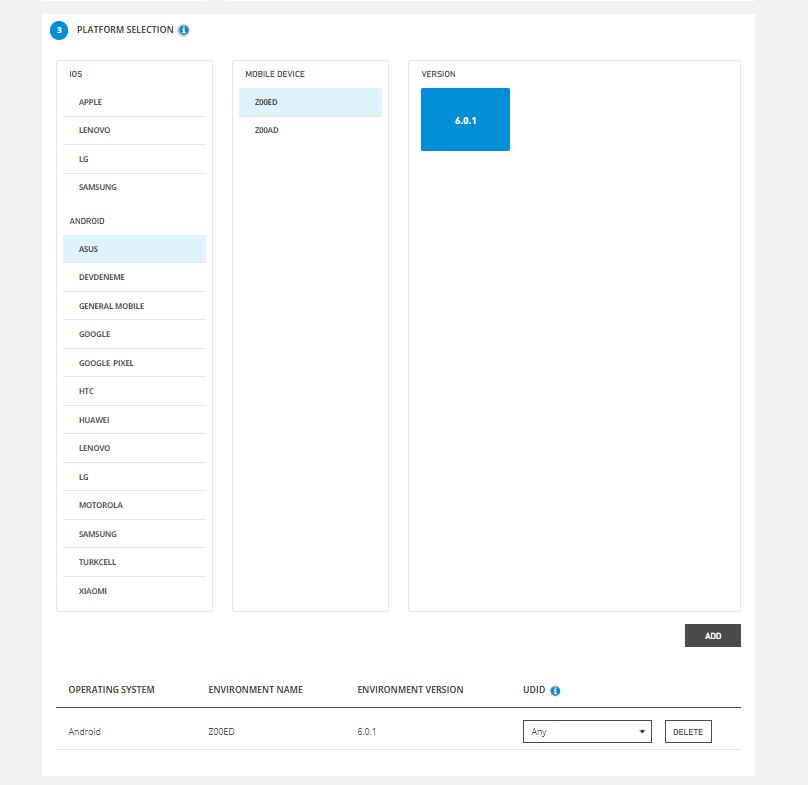 3 PLATFORM SELECTION i
IOS
APPLE
LENOVO
LG
SAMSUNG
ANDROID
ASUS
DEVDENEME
GENERAL MOBILE
GOOGLE
GOOGLE PIXEL
HTC
HUAWEI
LENOVO
LG
MOTOROLA
SAMSUNG
TURKCELL
XIAOMI
MOBILE DEVICE
Z00ED
Z00AD
VERSION
6.0.1
ADD
OPERATING SYSTEM ENVIRONMENT NAME ENVIRONMENT VERSION UDID i
Android Z00ED 6.0.1 Any DELETE